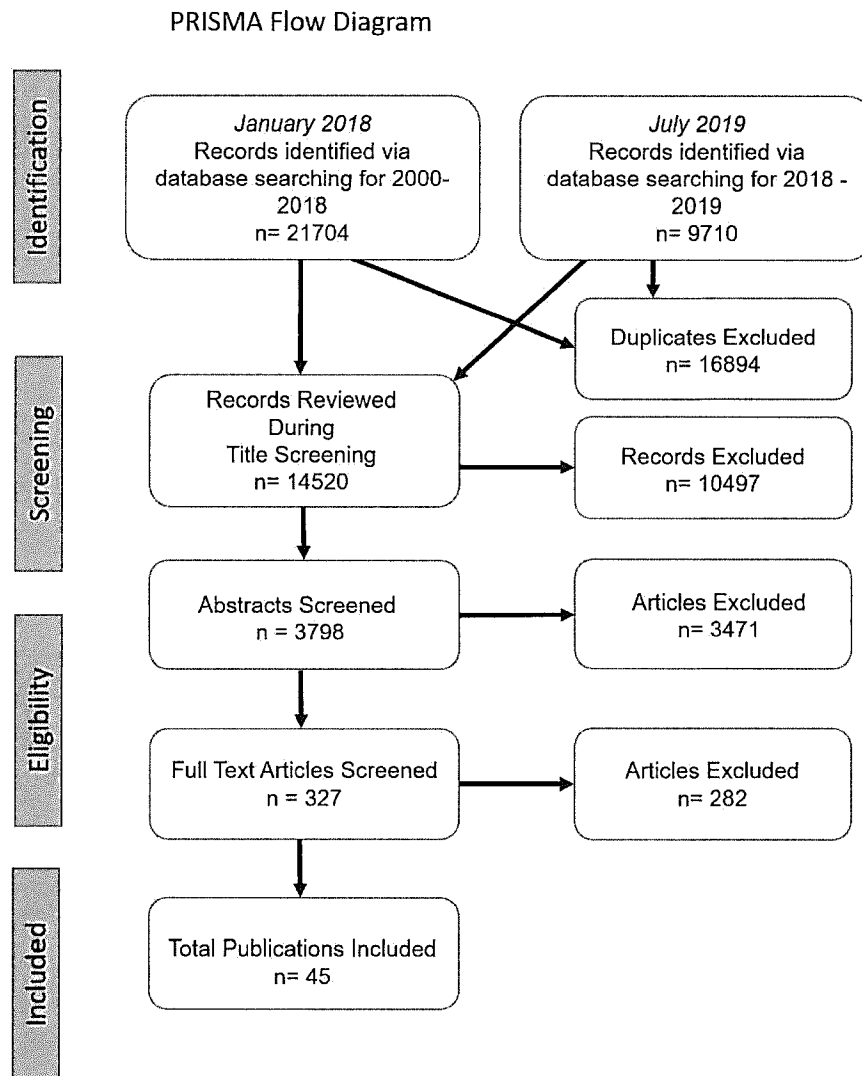 PRISMA Flow Diagram
Identification
January 2018
Records identified via
database searching for 2000-
2018
n= 21704
July 2019
Records identified via
database searching for 2018 -
2019
n= 9710
Duplicates Excluded
n= 16894
Screening
Records Reviewed
During
Title Screening
n= 14520
Records Excluded
n= 10497
Abstracts Screened
n = 3798
Articles Excluded
n= 3471
Eligibility
Full Text Articles Screened
n = 327
Articles Excluded
n= 282
Included
Total Publications Included
n= 45